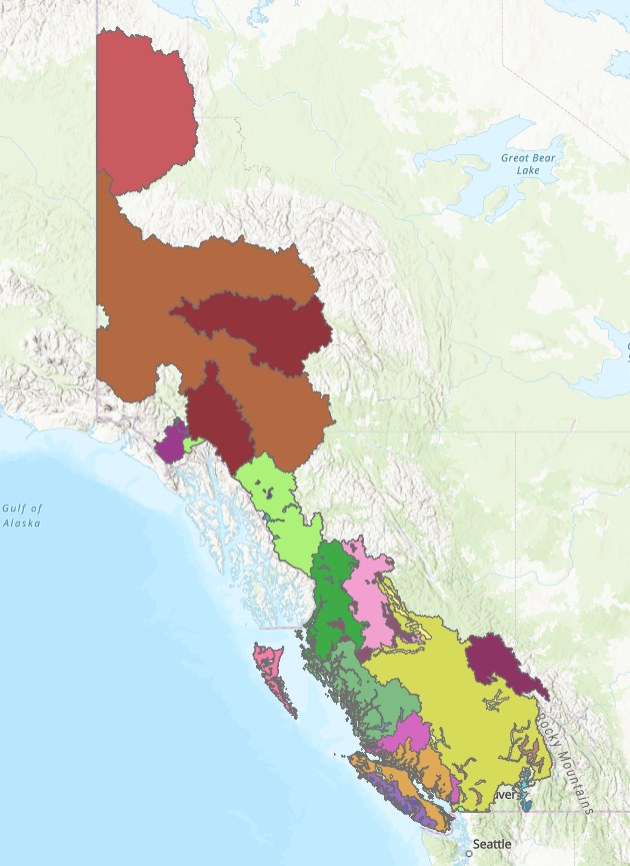 Great Bear
Lake
Gulf of
Alaska
Rocky Mountains
Seattle